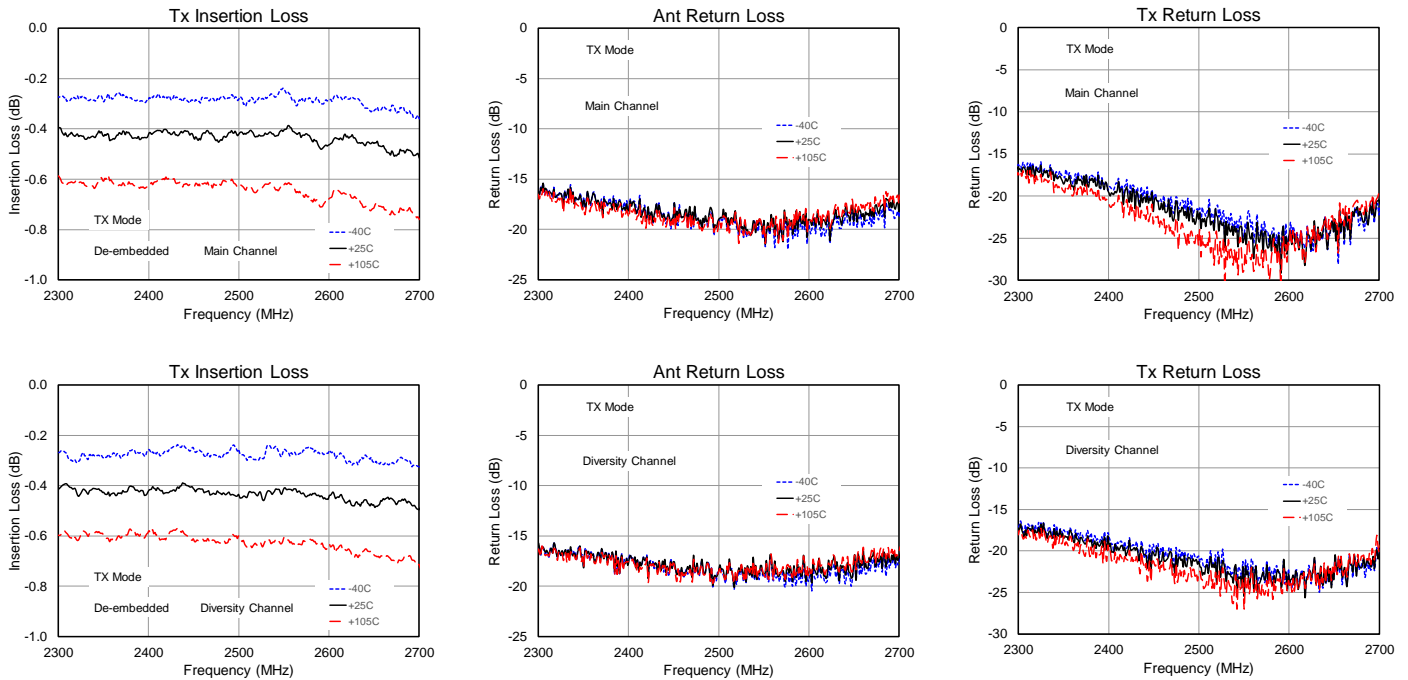 Tx Insertion Loss
0.0
-0.2
-0.4
-0.6
-0.8
-1.0
Insertion Loss (dB)
TX Mode
De-embedded Main Channel
-40C
+25C
+105C
2300 2400 2500 2600 2700
Frequency (MHz)
Ant Return Loss
0
-5
-10
-15
-20
-25
Return Loss (dB)
TX Mode
Main Channel
-40C
+25C
+105C
2300 2400 2500 2600 2700
Frequency (MHz)
Tx Return Loss
0
-5
-10
-15
-20
-25
-30
Return Loss (dB)
TX Mode
Main Channel
-40C
+25C
+105C
2300 2400 2500 2600 2700
Frequency (MHz)
Tx Insertion Loss
0.0
-0.2
-0.4
-0.6
-0.8
-1.0
Insertion Loss (dB)
TX Mode
De-embedded Diversity Channel
-40C
+25C
+105C
2300 2400 2500 2600 2700
Frequency (MHz)
Ant Return Loss
0
-5
-10
-15
-20
-25
Return Loss (dB)
TX Mode
Diversity Channel
-40C
+25C
+105C
2300 2400 2500 2600 2700
Frequency (MHz)
Tx Return Loss
0
-5
-10
-15
-20
-25
-30
Return Loss (dB)
TX Mode
Diversity Channel
-40C
+25C
+105C
2300 2400 2500 2600 2700
Frequency (MHz)